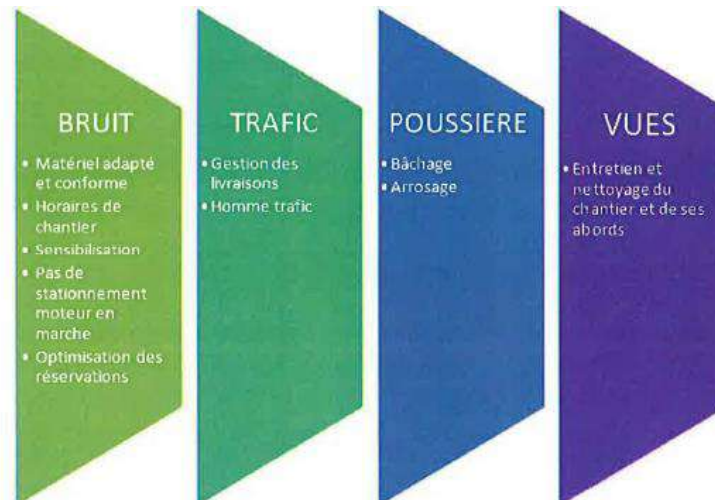 BRUIT
• Matériel adapté
et conforme
• Horaires de
chantier
• Sensibilisation
• Pas de
stationnement
moteur en
marche
• Optimisation des
réservations
TRAFIC
• Gestion des
livraisons
• Homme trafic
POUSSIERE
• Bâchage
• Arrosage
VUES
• Entretien et
nettoyage du
chantier et de ses
abords